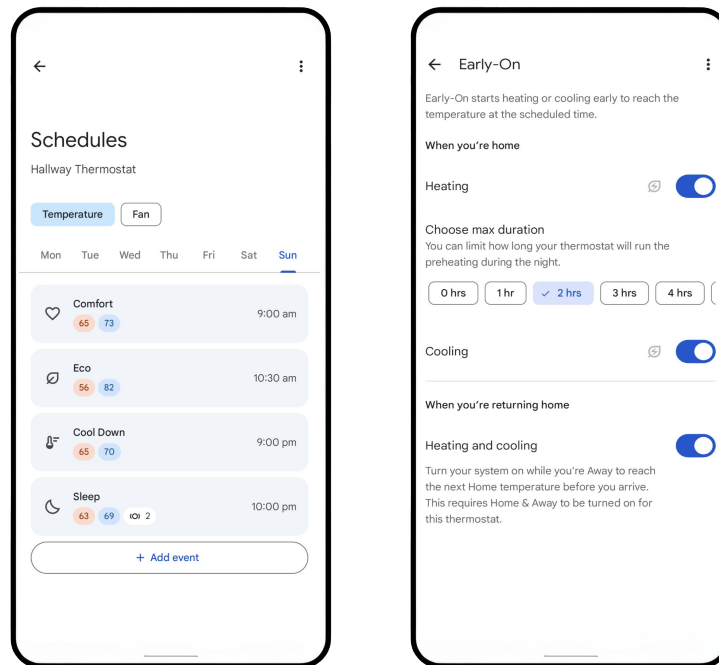 Schedules
Hallway Thermostat
Temperature
Fan
Mon Tue Wed Thu Fri Sat Sun
Comfort
65 73
9:00 am
Eco
56 82
10:30 am
Cool Down
65 70
9:00 pm
Sleep
63 69 2
10:00 pm
+ Add event
Early-On
Early-On starts heating or cooling early to reach the
temperature at the scheduled time.
When you're home
Heating
Choose max duration
You can limit how long your thermostat will run the
preheating during the night.
0 hrs 1 hr 2 hrs 3 hrs 4 hrs
Cooling
When you're returning home
Heating and cooling
Turn your system on while you're Away to reach
the next Home temperature before you arrive.
This requires Home & Away to be turned on for
this thermostat.